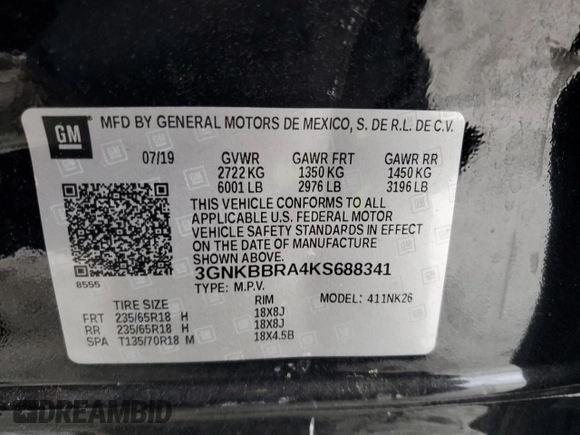 GM
MFD BY GENERAL MOTORS DE MEXICO, S. DE R.L. DE C.V.
07/19 GVWR GAWR FRT GAWR RR
2722 KG 1350 KG 1450 KG
6001 LB 2976 LB 3196 LB
THIS VEHICLE CONFORMS TO ALL
APPLICABLE U.S. FEDERAL MOTOR
VEHICLE SAFETY STANDARDS IN EFFECT
ON THE DATE OF MANUFACTURE
SHOWN ABOVE.
3GNKBBRA4KS688341
8555 TYPE: M.P.V.
TIRE SIZE RIM MODEL: 411NK26
FRT 235/65R18 H 18X8J
RR 235/65R18 H 18X8J
SPA T135/70R18 M 18X4.5B
DREAMBID